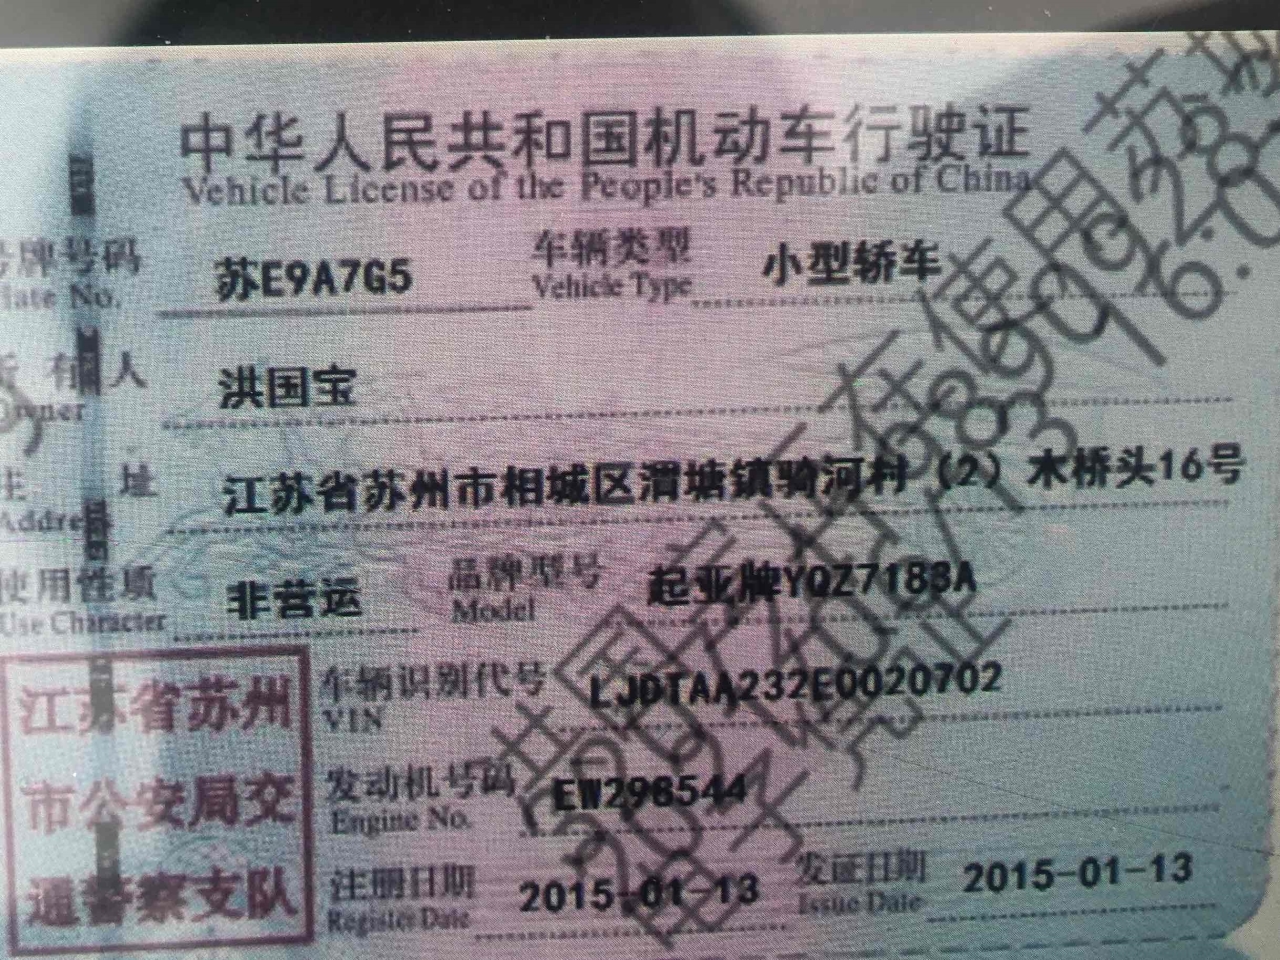 中华人民共和国机动车行驶证
Vehicle License of the People's Republic of China
号牌号码 苏E9A7G5 车辆类型 小型轿车
Plate No. Vehicle Type
所有人 洪国宝
Owner
住址 江苏省苏州市相城区渭塘镇骑河村（2）木桥头16号
Address
使用性质 非营运 品牌型号 起亚牌YQZ7183A
Use Character Model
江苏省苏州
市公安局交
通警察支队
车辆识别代号 LJDTAA232E0020702
VIN
发动机号码 EW298544
Engine No.
注册日期 2015-01-13 发证日期 2015-01-13
Register Date Issue Date